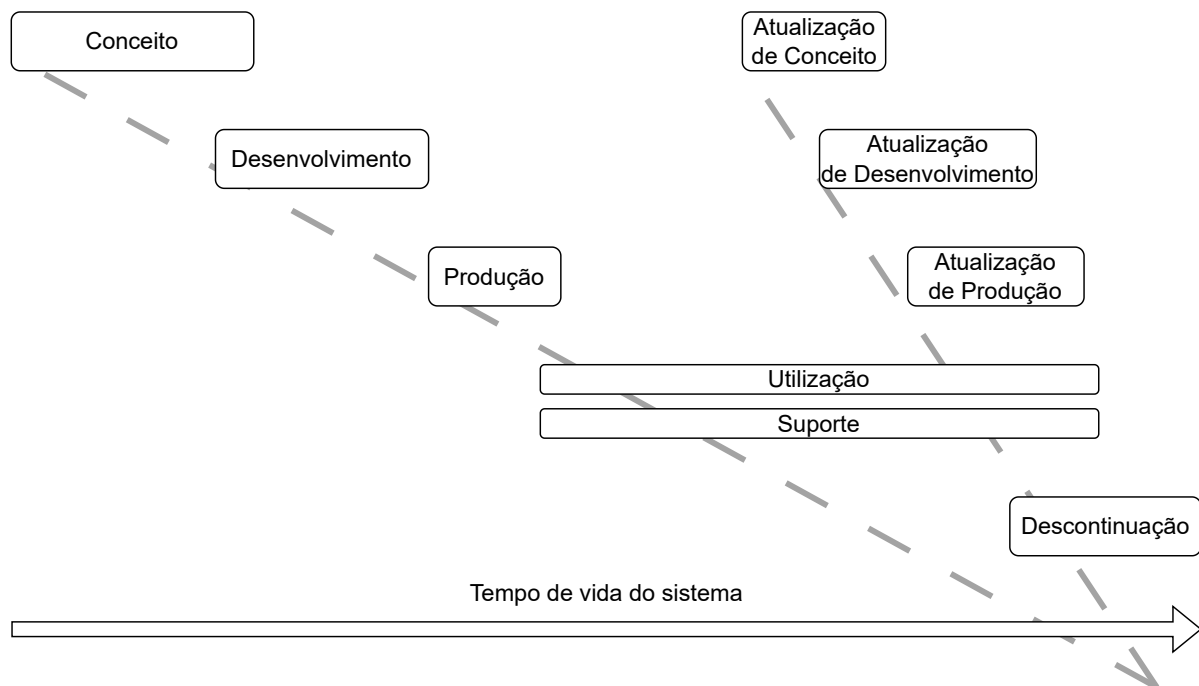 Conceito
Atualização
de Conceito
Desenvolvimento
Atualização
de Desenvolvimento
Produção
Atualização
de Produção
Utilização
Suporte
Descontinuação
Tempo de vida do sistema